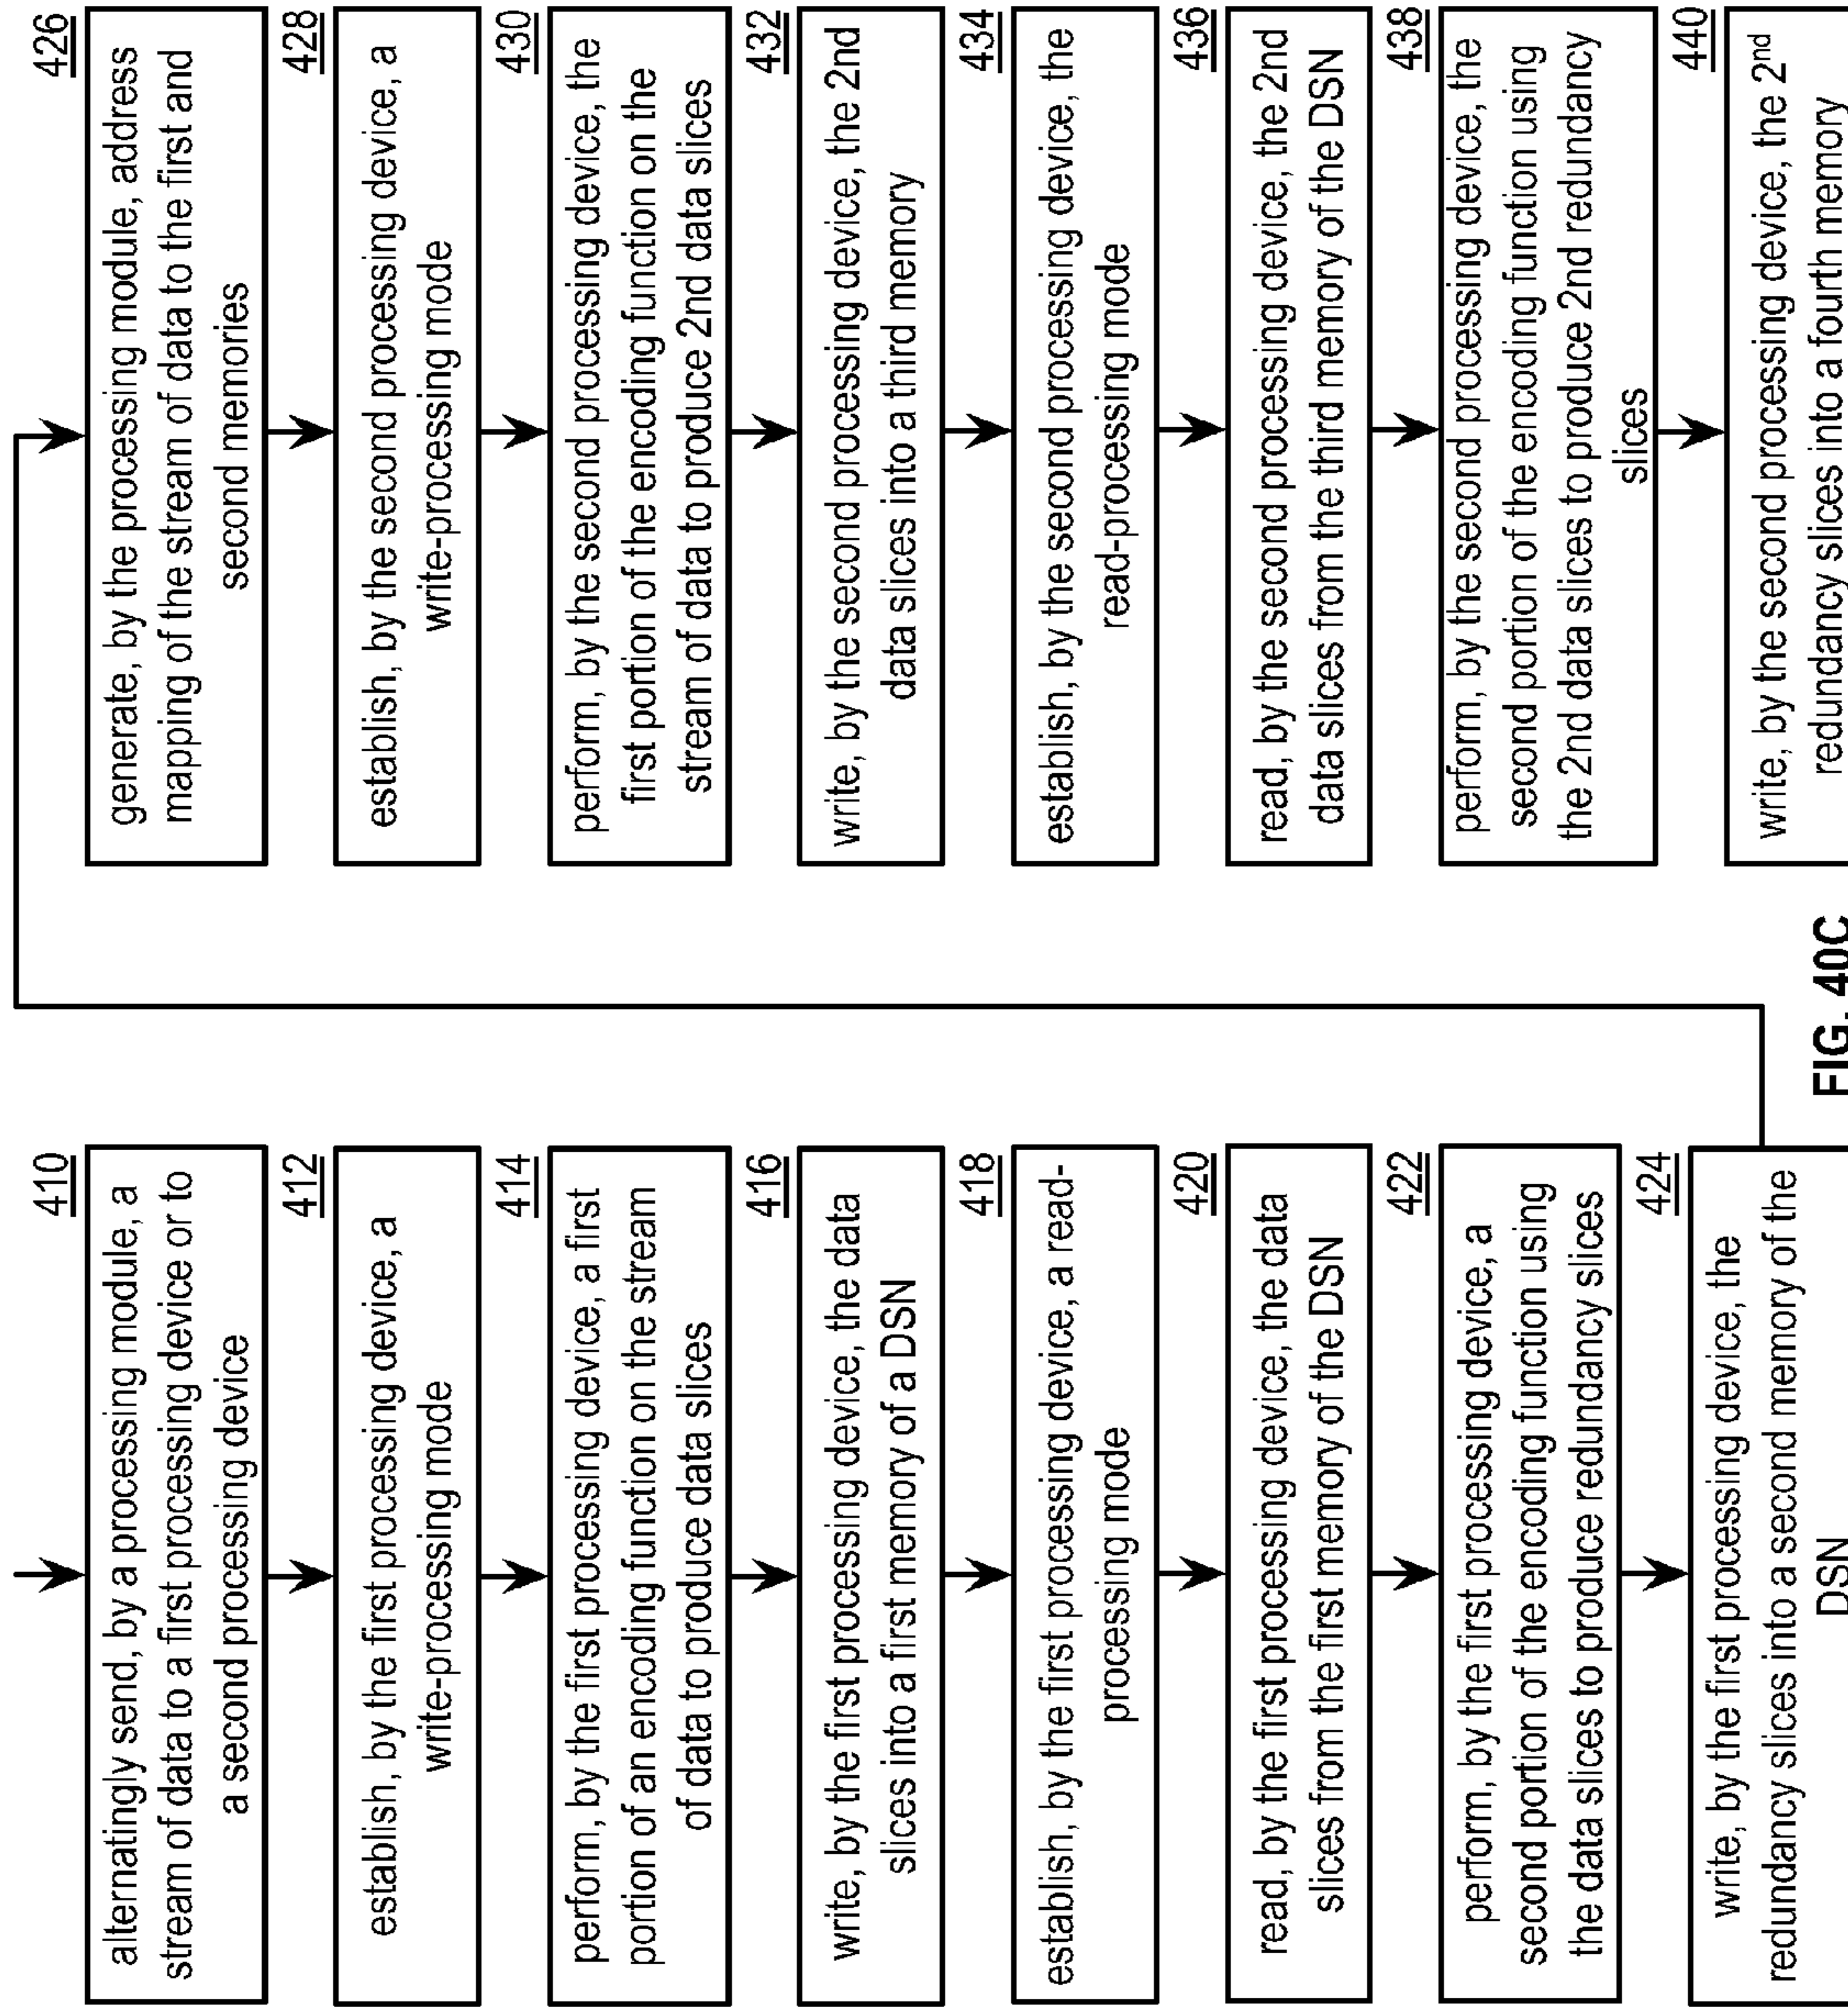 410
alternatingly send, by a processing module, a
stream of data to a first processing device or to
a second processing device
412
establish, by the first processing device, a
write-processing mode
414
perform, by the first processing device, a first
portion of an encoding function on the stream
of data to produce data slices
416
write, by the first processing device, the data
slices into a first memory of a DSN
418
establish, by the first processing device, a read-
processing mode
420
read, by the first processing device, the data
slices from the first memory of the DSN
422
perform, by the first processing device, a
second portion of the encoding function using
the data slices to produce redundancy slices
424
write, by the first processing device, the
redundancy slices into a second memory of the
DSN
426
generate, by the processing module, address
mapping of the stream of data to the first and
second memories
428
establish, by the second processing device, a
write-processing mode
430
perform, by the second processing device, the
first portion of the encoding function on the
stream of data to produce 2nd data slices
432
write, by the second processing device, the 2nd
data slices into a third memory
434
establish, by the second processing device, the
read-processing mode
436
read, by the second processing device, the 2nd
data slices from the third memory of the DSN
438
perform, by the second processing device, the
second portion of the encoding function using
the 2nd data slices to produce 2nd redundancy
slices
440
write, by the second processing device, the 2nd
redundancy slices into a fourth memory
FIG. 40C